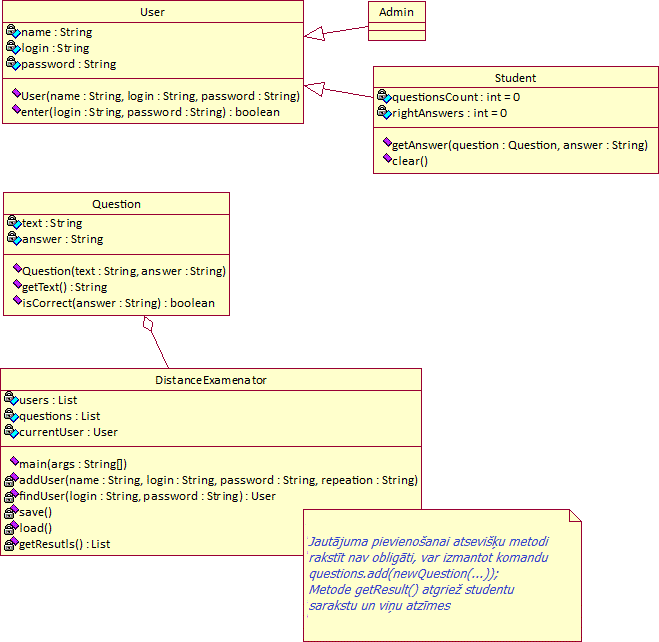 User
name : String
login : String
password : String
User(name : String, login : String, password : String)
enter(login : String, password : String) : boolean
Admin
Student
questionsCount : int = 0
rightAnswers : int = 0
getAnswer(question : Question, answer : String)
clear()
Question
text : String
answer : String
Question(text : String, answer : String)
getText() : String
isCorrect(answer : String) : boolean
DistanceExamenator
users : List
questions : List
currentUser : User
main(args : String[])
addUser(name : String, login : String, password : String, repeation : String)
findUser(login : String, password : String) : User
save()
load()
getResutls() : List
Jautājuma pievienošanai atsevišķu metodi
rakstīt nav obligāti, var izmantot komandu
questions.add(newQuestion(...));
Metode getResult() atgriež studentu
sarakstu un viņu atzīmes